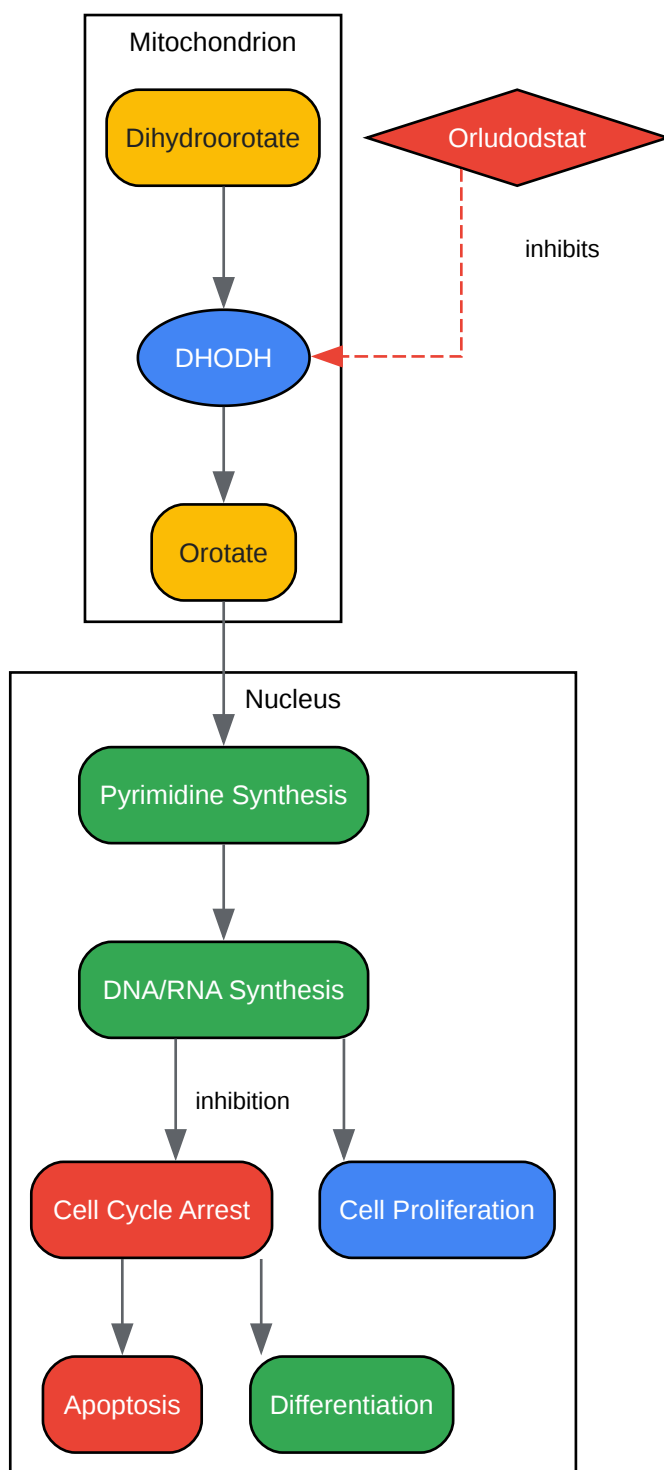 Mitochondrion
Dihydroorotate
Orludodstat
inhibits
DHODH
Orotate
Nucleus
Pyrimidine Synthesis
DNA/RNA Synthesis
inhibition
Cell Cycle Arrest
Cell Proliferation
Apoptosis
Differentiation